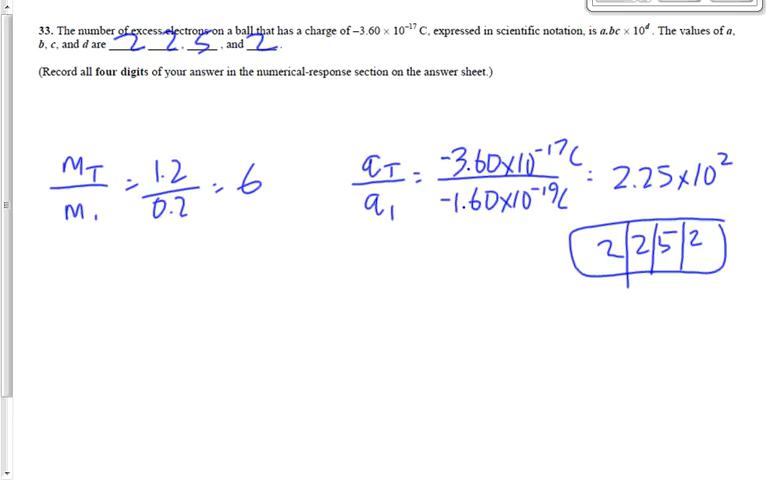 33. The number of excess electrons on a ball that has a charge of −3.60 × 10⁻¹⁷ C, expressed in scientific notation, is a.bc × 10ᵈ. The values of a,
b, c, and d are 2, 2, 5, and 2.
(Record all four digits of your answer in the numerical-response section on the answer sheet.)
M_T / M_1 = 1.2 / 0.2 = 6
q_T / q_1 = -3.60×10⁻¹⁷C / -1.60×10⁻¹⁹C = 2.25×10²
2|2|5|2